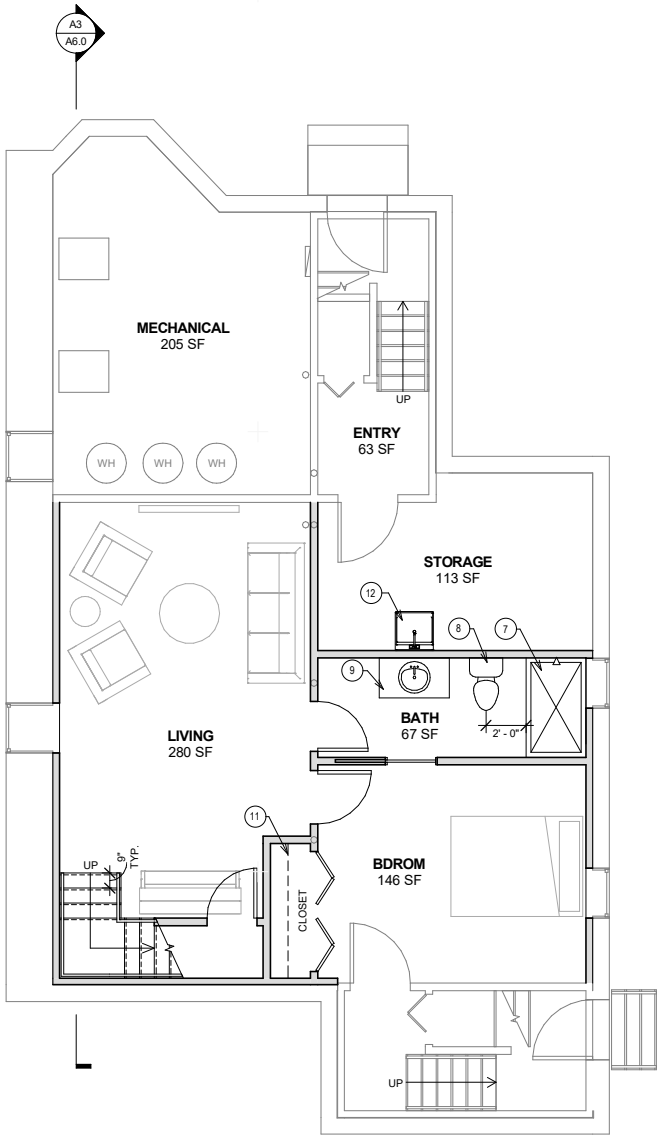 A3
A6.0
MECHANICAL
205 SF
UP
ENTRY
63 SF
WH
WH
WH
STORAGE
113 SF
12
8
7
9
BATH
67 SF
2' - 0"
LIVING
280 SF
11
UP
9"
TYP.
BDROM
146 SF
CLOSET
UP